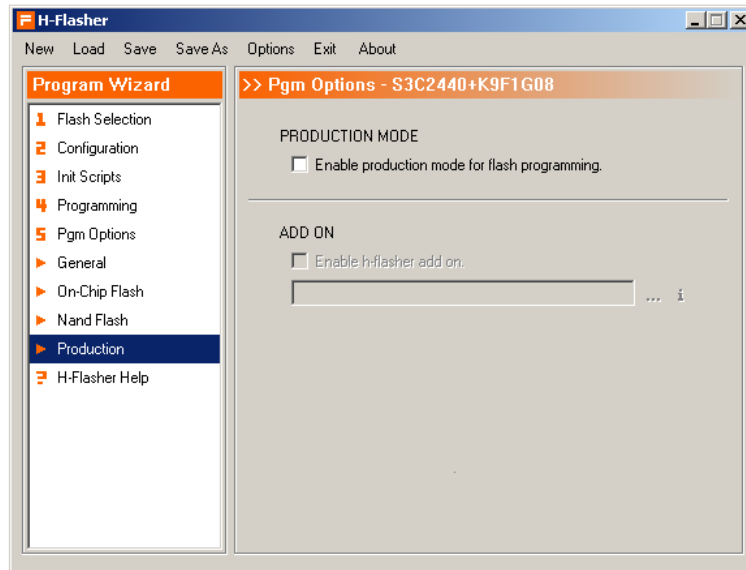 H-Flasher
New Load Save Save As Options Exit About
Program Wizard
1 Flash Selection
2 Configuration
3 Init Scripts
4 Programming
5 Pgm Options
General
On-Chip Flash
Nand Flash
Production
? H-Flasher Help
>> Pgm Options - S3C2440+K9F1G08
PRODUCTION MODE
Enable production mode for flash programming.
ADD ON
Enable h-flasher add on.
... i